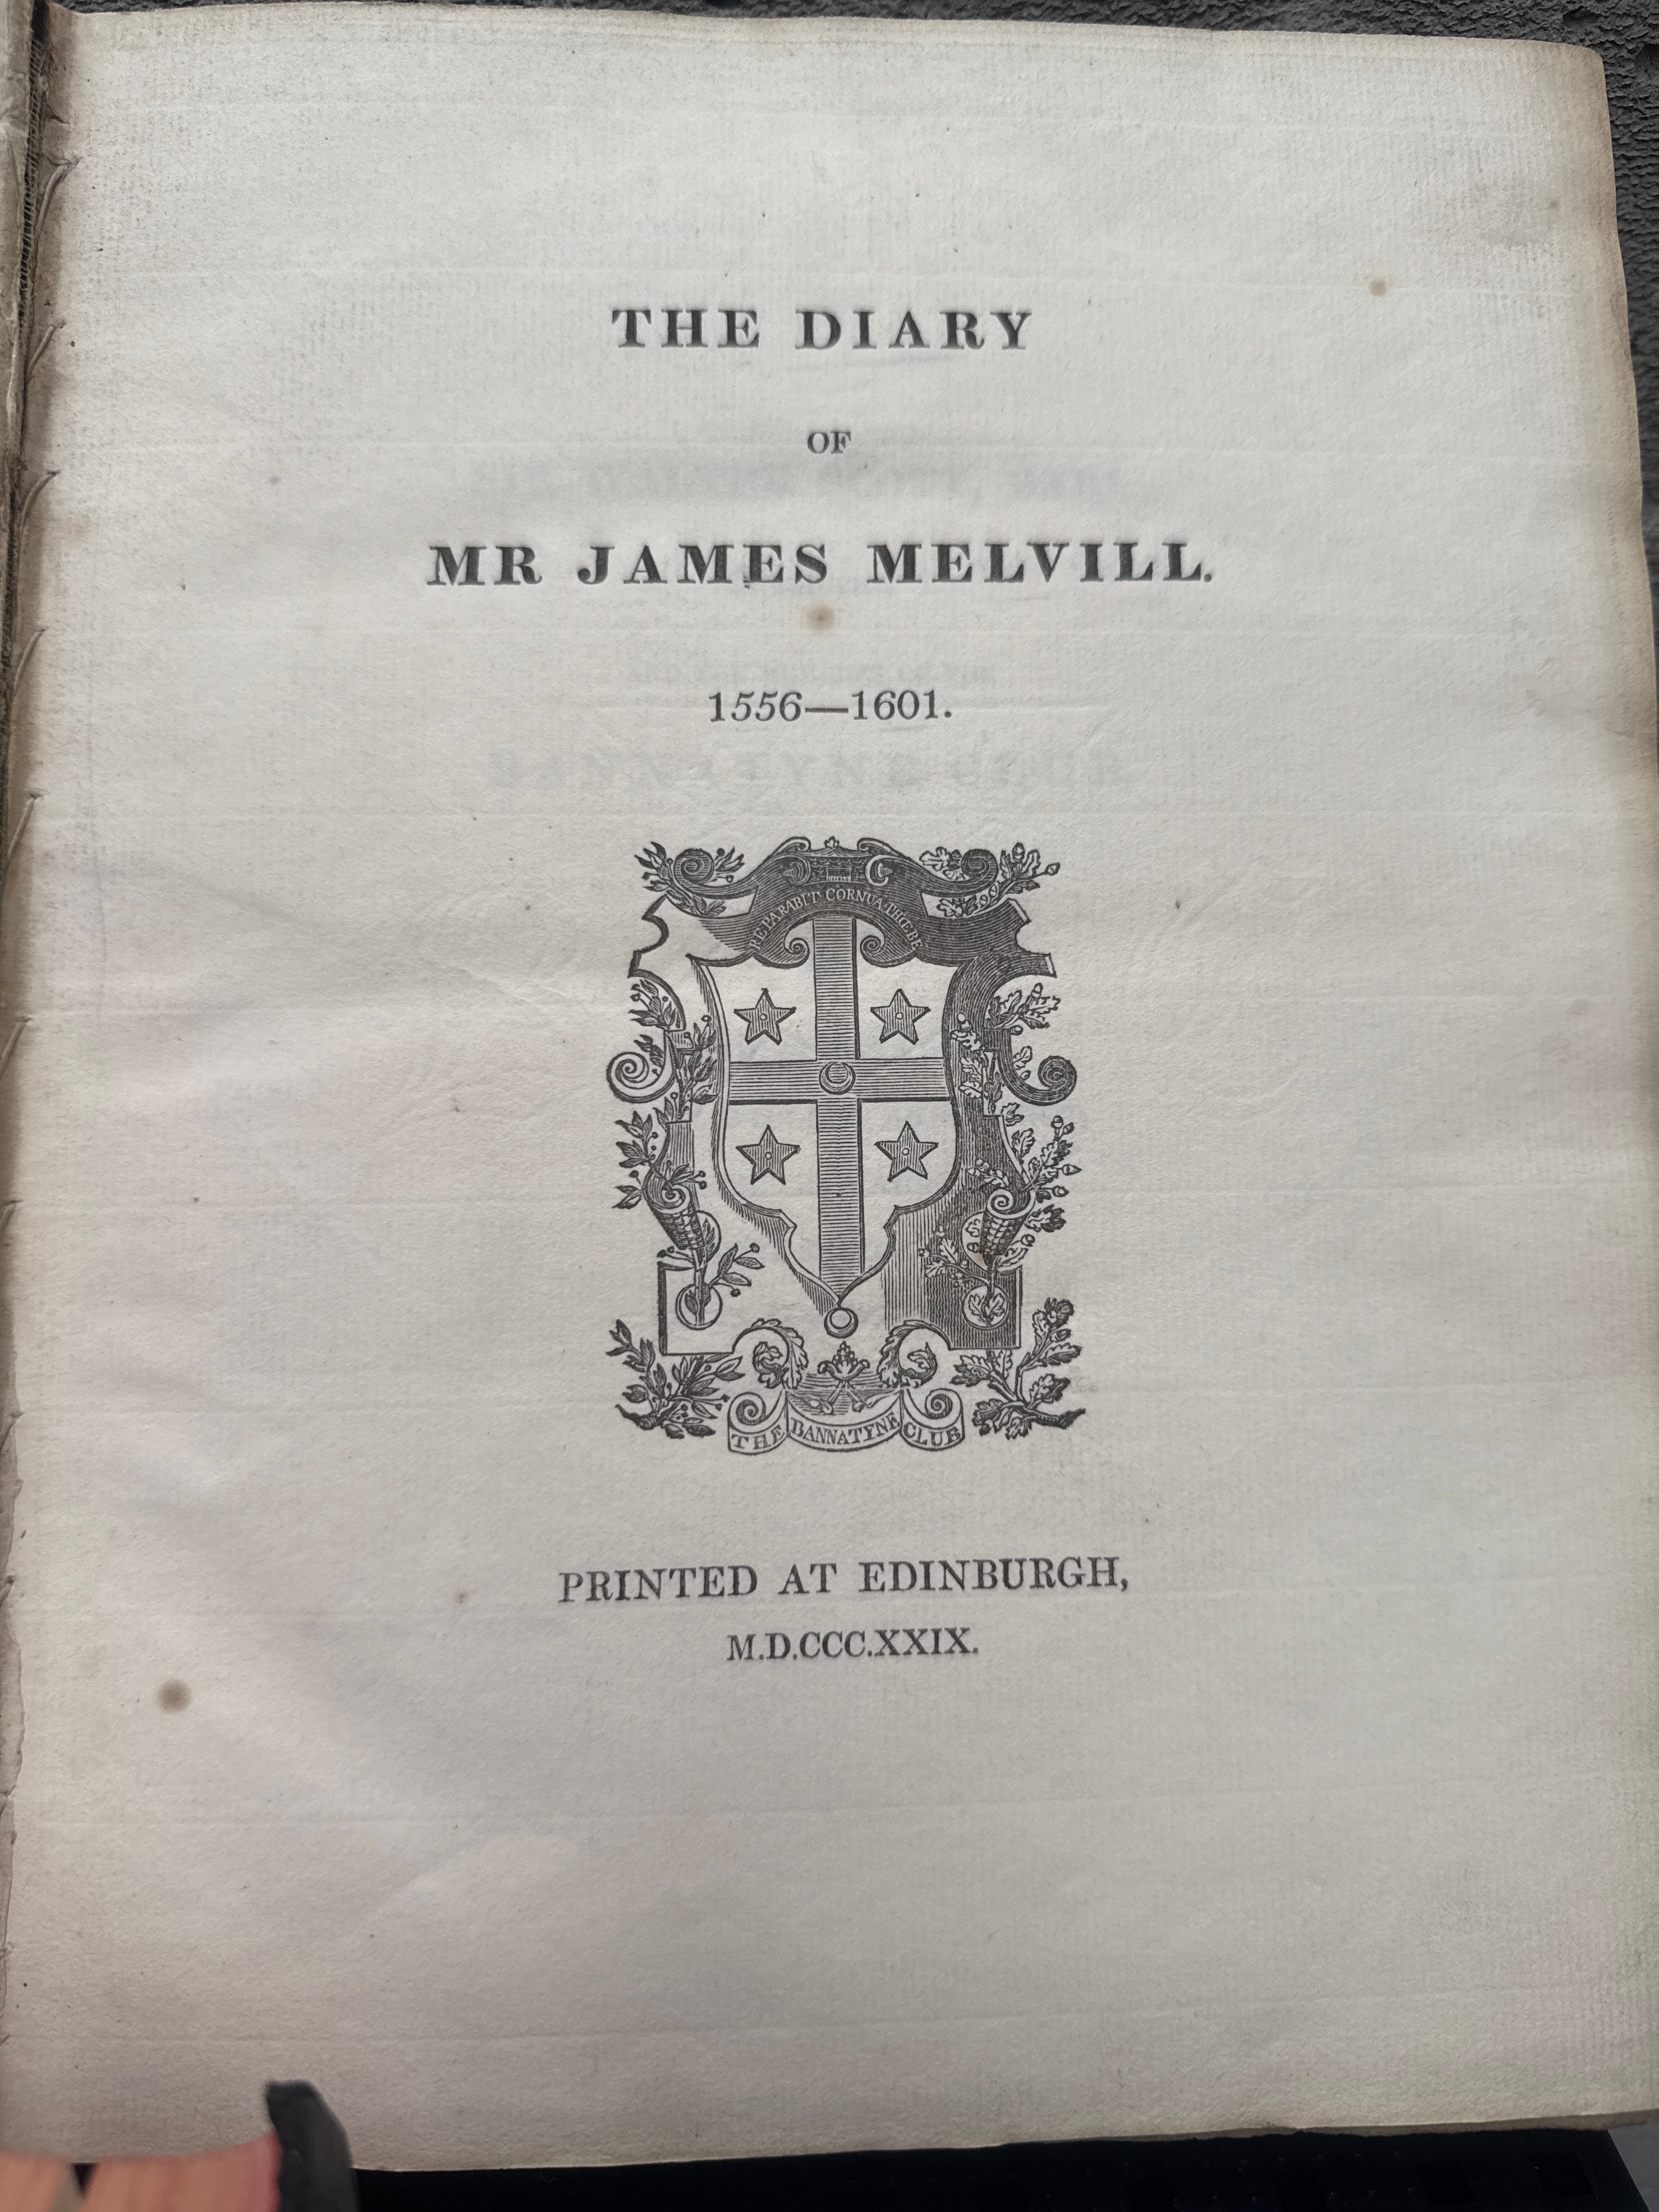 THE DIARY
OF
MR JAMES MELVILL.
1556—1601.
REPARABIT CORNUA PHŒBE
THE BANNATYNE CLUB
PRINTED AT EDINBURGH,
M.D.CCC.XXIX.